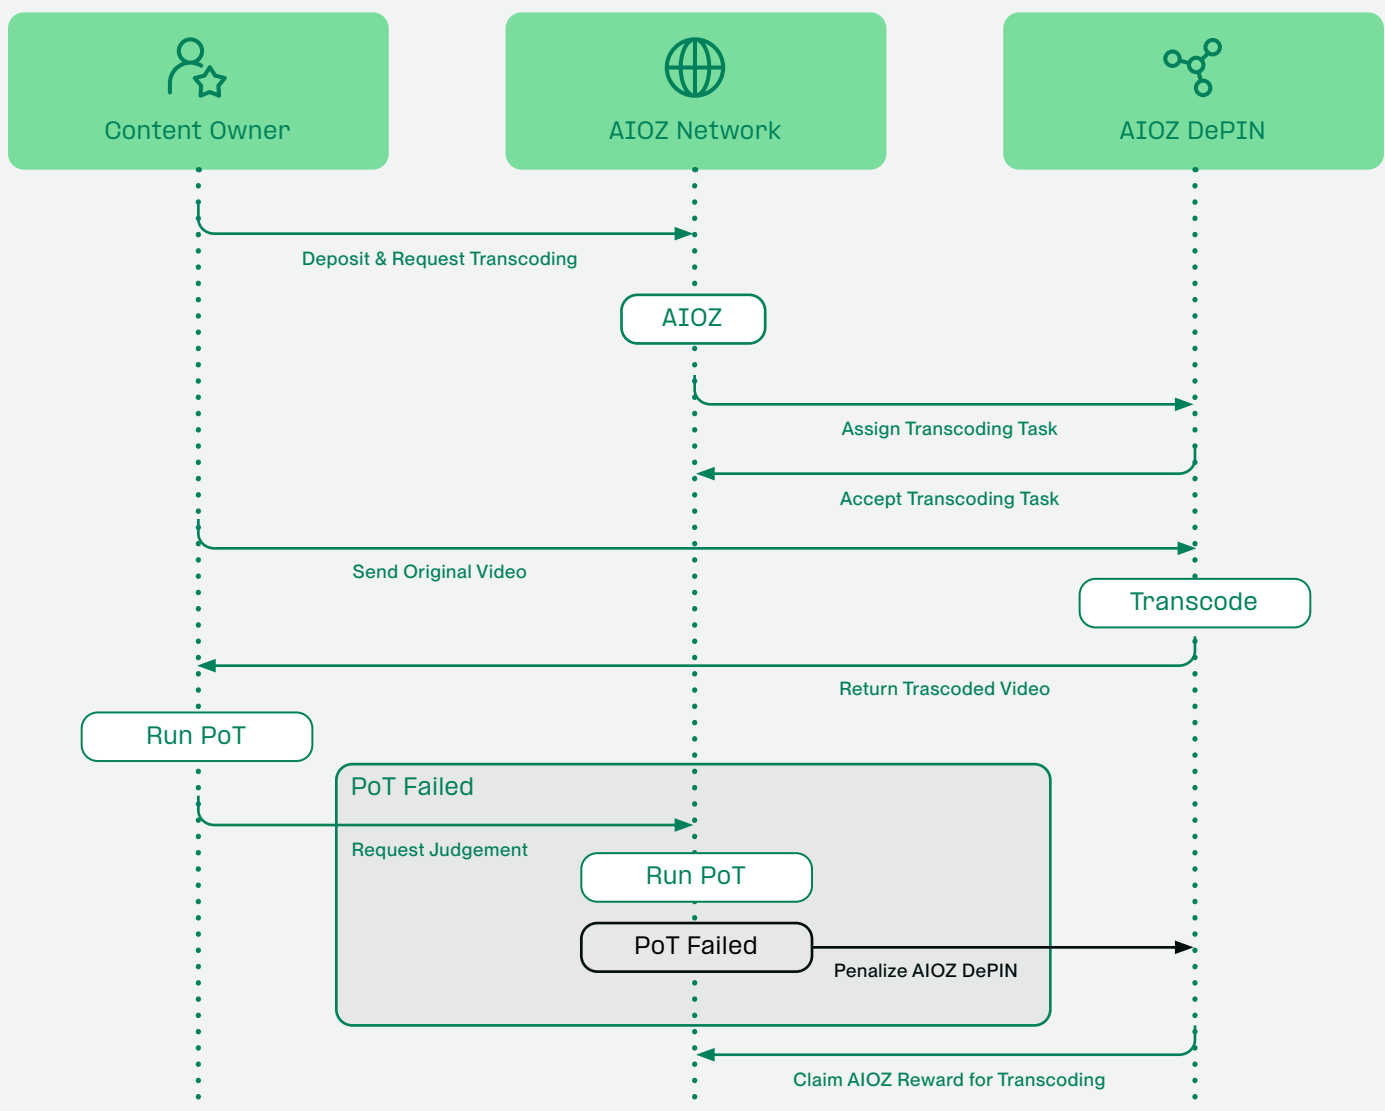 Content Owner
AIOZ Network
AIOZ DePIN
Deposit & Request Transcoding
AIOZ
Assign Transcoding Task
Accept Transcoding Task
Send Original Video
Transcode
Return Trascoded Video
Run PoT
PoT Failed
Request Judgement
Run PoT
PoT Failed
Penalize AIOZ DePIN
Claim AIOZ Reward for Transcoding